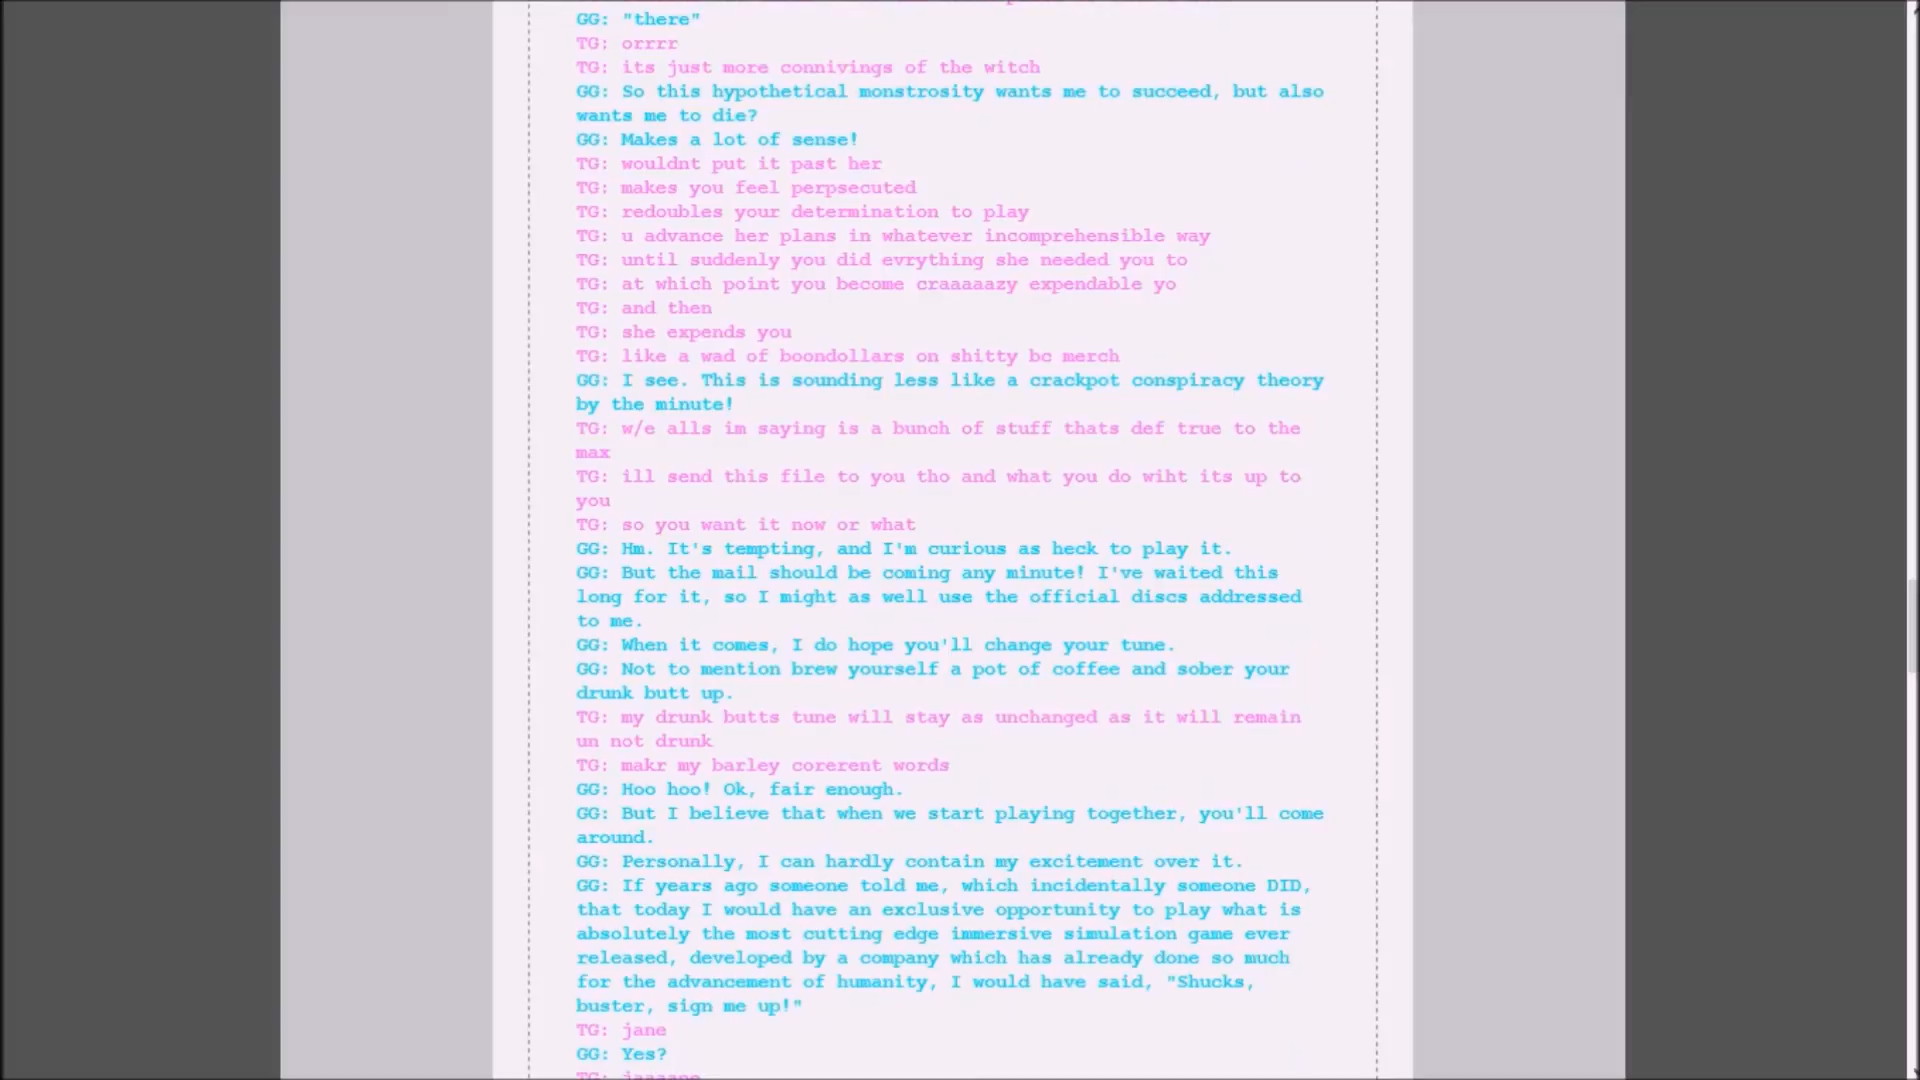 GG: "there"
TG: orrrr
TG: its just more connivings of the witch
GG: So this hypothetical monstrosity wants me to succeed, but also
wants me to die?
GG: Makes a lot of sense!
TG: wouldnt put it past her
TG: makes you feel perpsecuted
TG: redoubles your determination to play
TG: u advance her plans in whatever incomprehensible way
TG: until suddenly you did evrything she needed you to
TG: at which point you become craaaaazy expendable yo
TG: and then
TG: she expends you
TG: like a wad of boondollars on shitty bc merch
GG: I see. This is sounding less like a crackpot conspiracy theory
by the minute!
TG: w/e alls im saying is a bunch of stuff thats def true to the
max
TG: ill send this file to you tho and what you do wiht its up to
you
TG: so you want it now or what
GG: Hm. It's tempting, and I'm curious as heck to play it.
GG: But the mail should be coming any minute! I've waited this
long for it, so I might as well use the official discs addressed
to me.
GG: When it comes, I do hope you'll change your tune.
GG: Not to mention brew yourself a pot of coffee and sober your
drunk butt up.
TG: my drunk butts tune will stay as unchanged as it will remain
un not drunk
TG: makr my barley corerent words
GG: Hoo hoo! Ok, fair enough.
GG: But I believe that when we start playing together, you'll come
around.
GG: Personally, I can hardly contain my excitement over it.
GG: If years ago someone told me, which incidentally someone DID,
that today I would have an exclusive opportunity to play what is
absolutely the most cutting edge immersive simulation game ever
released, developed by a company which has already done so much
for the advancement of humanity, I would have said, "Shucks,
buster, sign me up!"
TG: jane
GG: Yes?